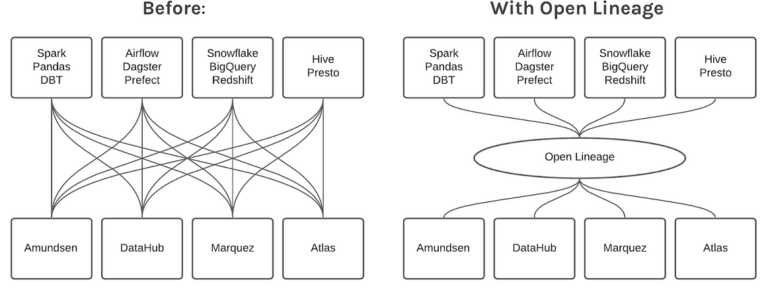 Before:
With Open Lineage
Spark
Pandas
DBT
Airflow
Dagster
Prefect
Snowflake
BigQuery
Redshift
Hive
Presto
Spark
Pandas
DBT
Airflow
Dagster
Prefect
Snowflake
BigQuery
Redshift
Hive
Presto
Open Lineage
Amundsen
DataHub
Marquez
Atlas
Amundsen
DataHub
Marquez
Atlas